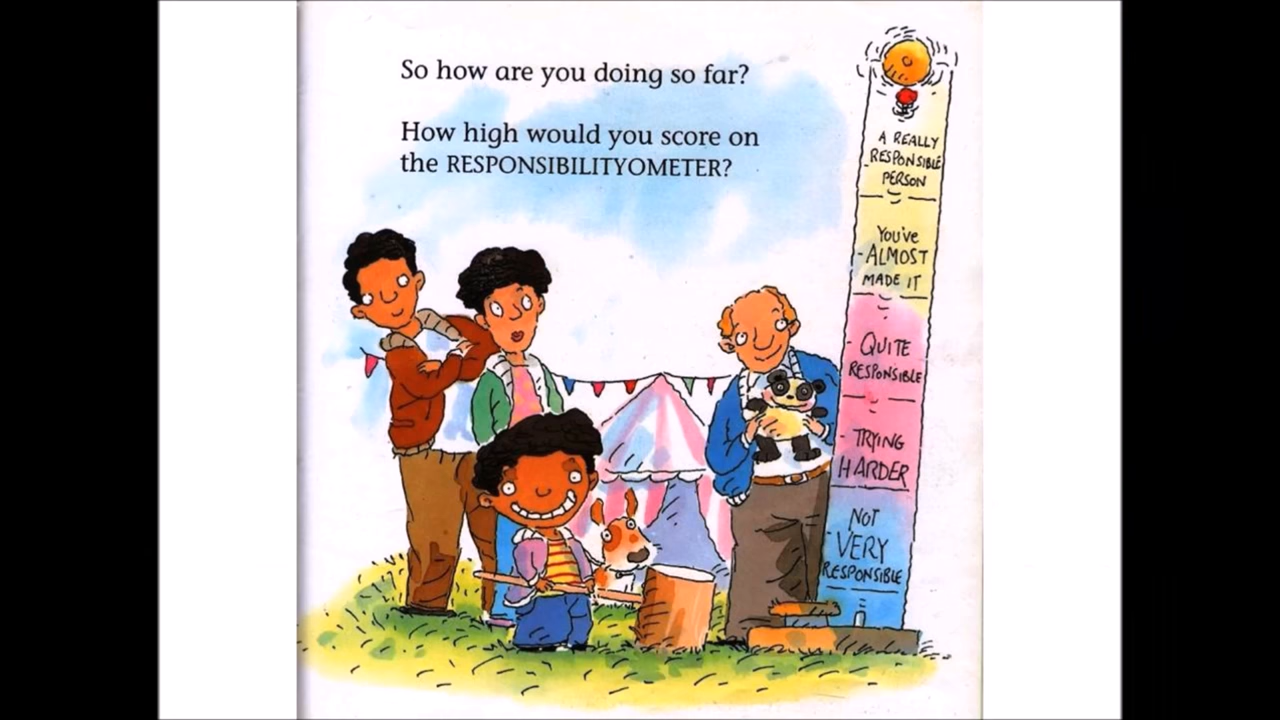 So how are you doing so far?
How high would you score on
the RESPONSIBILITYOMETER?
A REALLY
RESPONSIBLE
PERSON
YOU'VE
ALMOST
MADE IT
QUITE
RESPONSIBLE
TRYING
HARDER
NOT
VERY
RESPONSIBLE